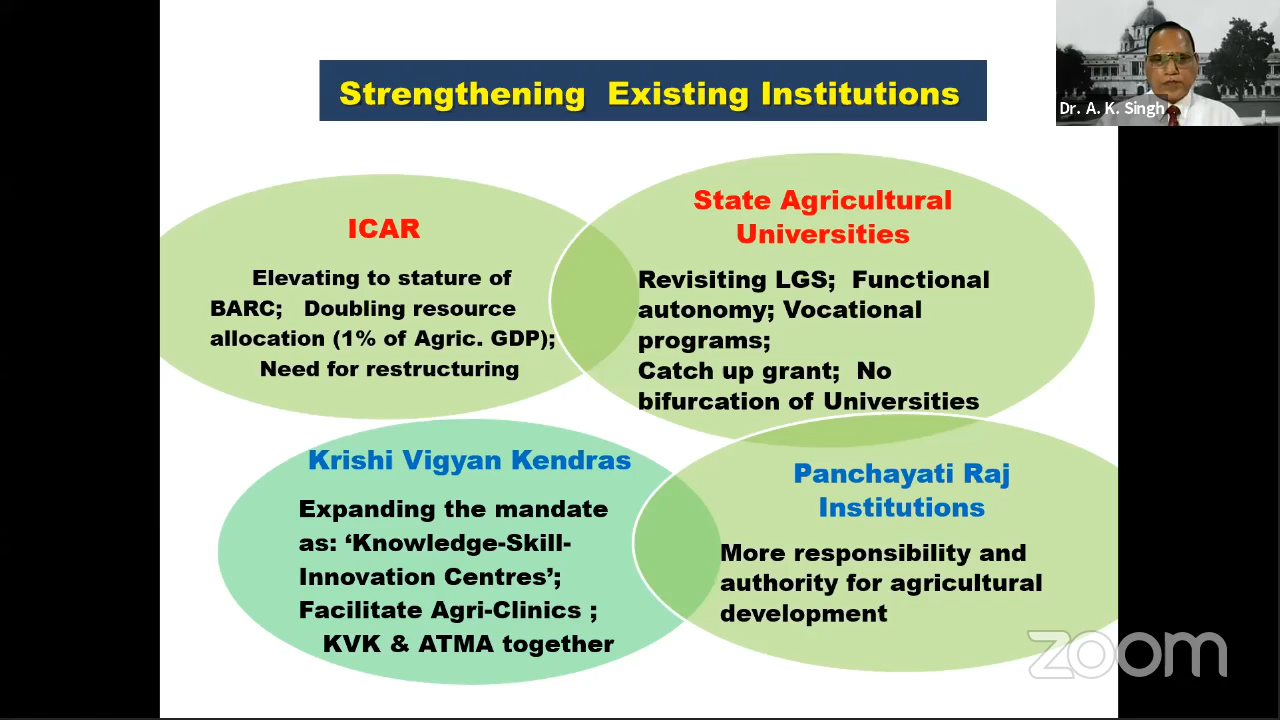 Strengthening Existing Institutions
Dr. A. K. Singh
ICAR
Elevating to stature of
BARC; Doubling resource
allocation (1% of Agric. GDP);
Need for restructuring
State Agricultural
Universities
Revisiting LGS; Functional
autonomy; Vocational
programs;
Catch up grant; No
bifurcation of Universities
Krishi Vigyan Kendras
Expanding the mandate
as: ‘Knowledge-Skill-
Innovation Centres’;
Facilitate Agri-Clinics ;
KVK & ATMA together
Panchayati Raj
Institutions
More responsibility and
authority for agricultural
development
zoom